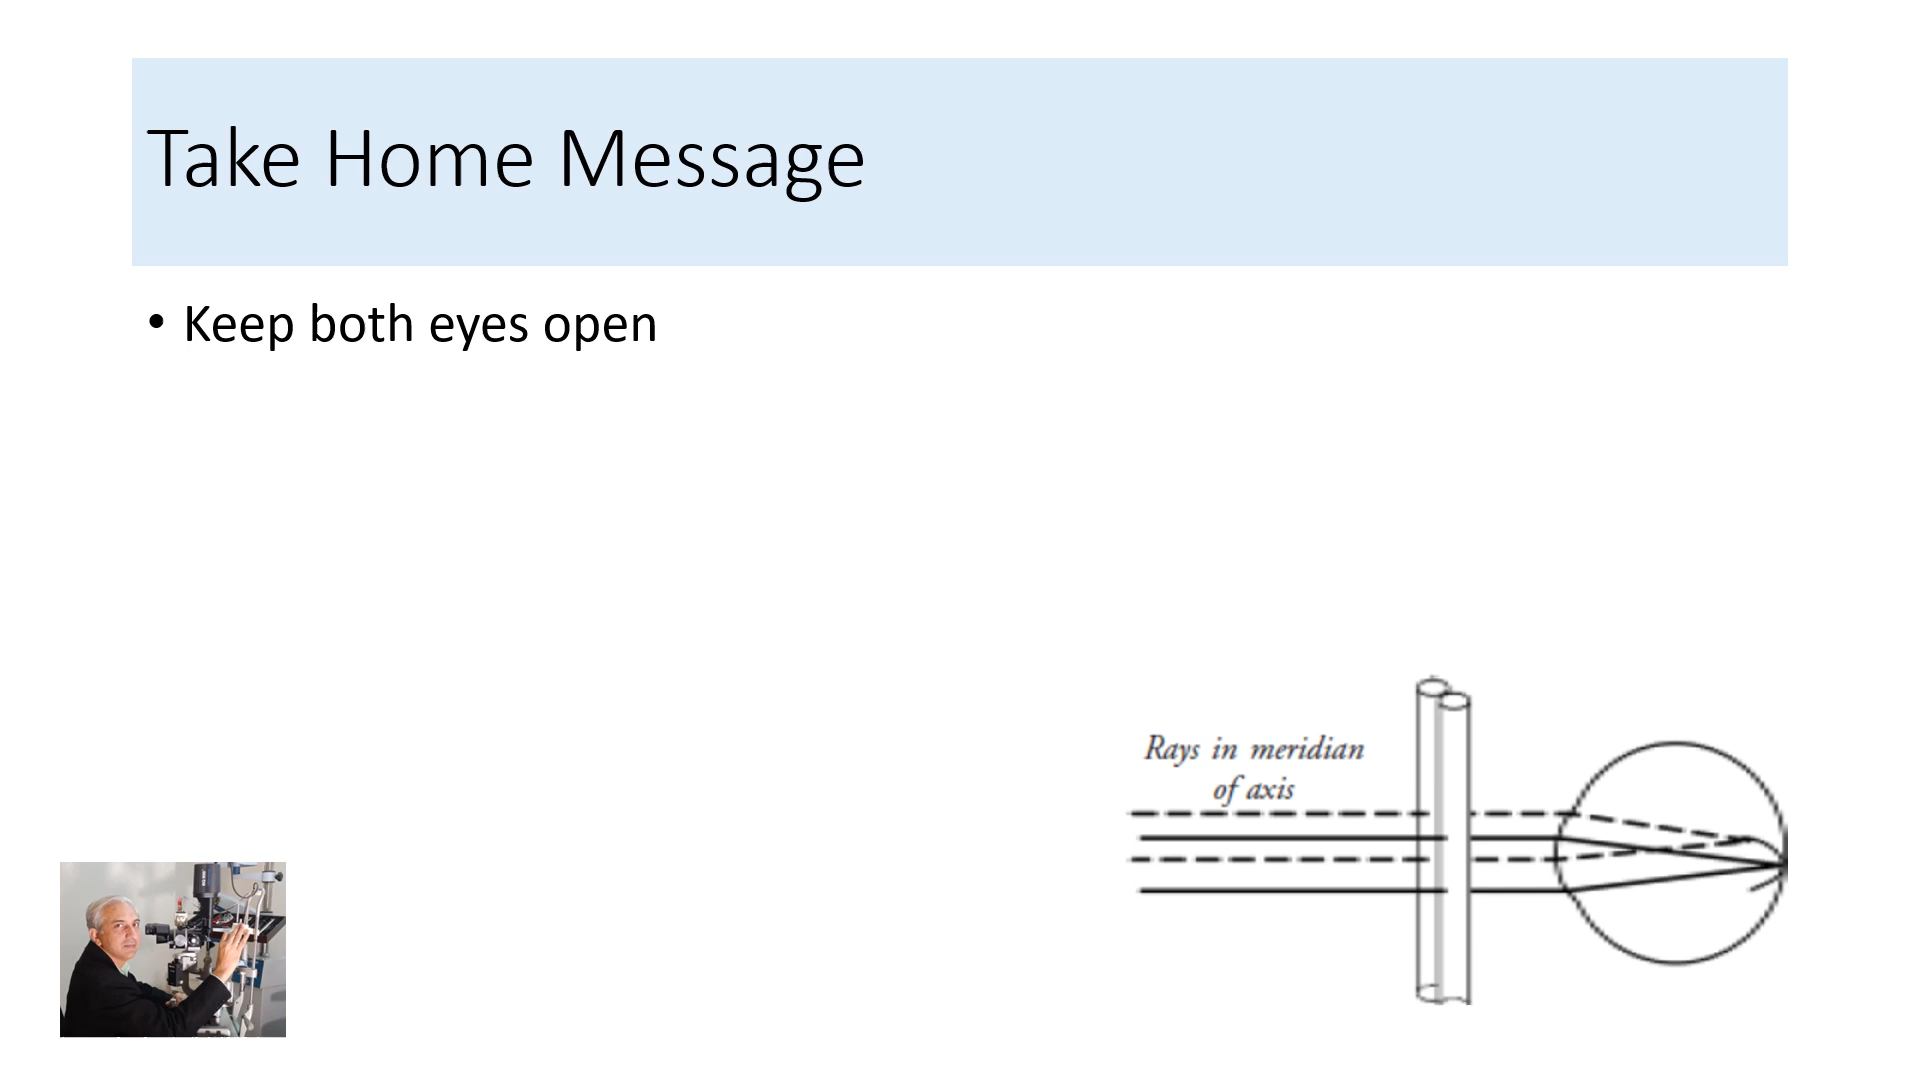 Take Home Message
• Keep both eyes open
Rays in meridian
of axis